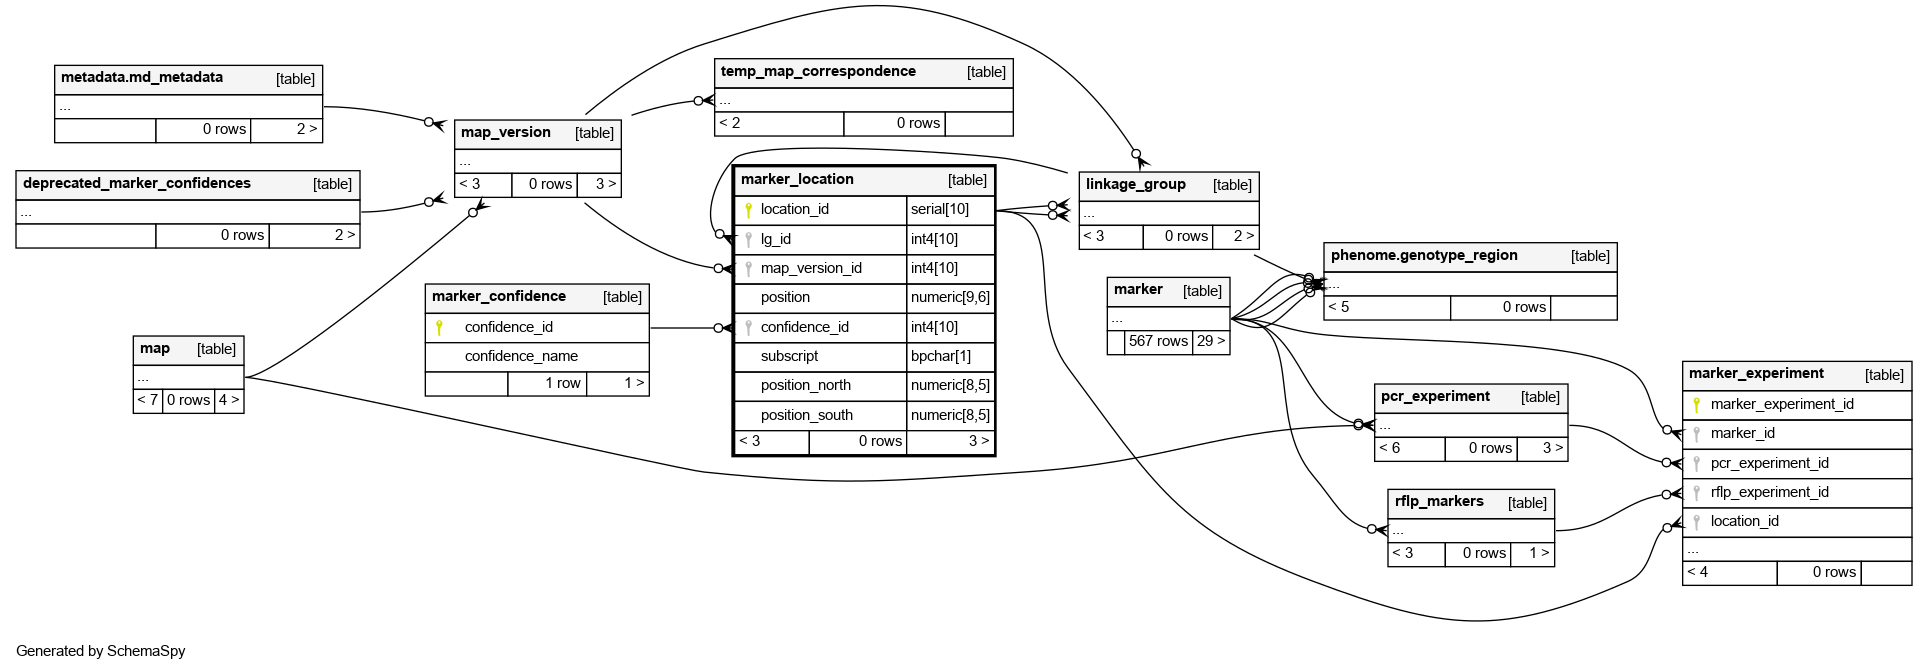 metadata.md_metadata [table]
...
0 rows 2 >
deprecated_marker_confidences [table]
...
0 rows 2 >
map_version [table]
...
< 3 0 rows 3 >
temp_map_correspondence [table]
...
< 2 0 rows
marker_location [table]
location_id serial[10]
lg_id int4[10]
map_version_id int4[10]
position numeric[9,6]
confidence_id int4[10]
subscript bpchar[1]
position_north numeric[8,5]
position_south numeric[8,5]
< 3 0 rows 3 >
marker_confidence [table]
confidence_id
confidence_name
1 row 1 >
map [table]
...
< 7 0 rows 4 >
linkage_group [table]
...
< 3 0 rows 2 >
marker [table]
...
567 rows 29 >
phenome.genotype_region [table]
...
< 5 0 rows
pcr_experiment [table]
...
< 6 0 rows 3 >
rflp_markers [table]
...
< 3 0 rows 1 >
marker_experiment [table]
marker_experiment_id
marker_id
pcr_experiment_id
rflp_experiment_id
location_id
...
< 4 0 rows
Generated by SchemaSpy